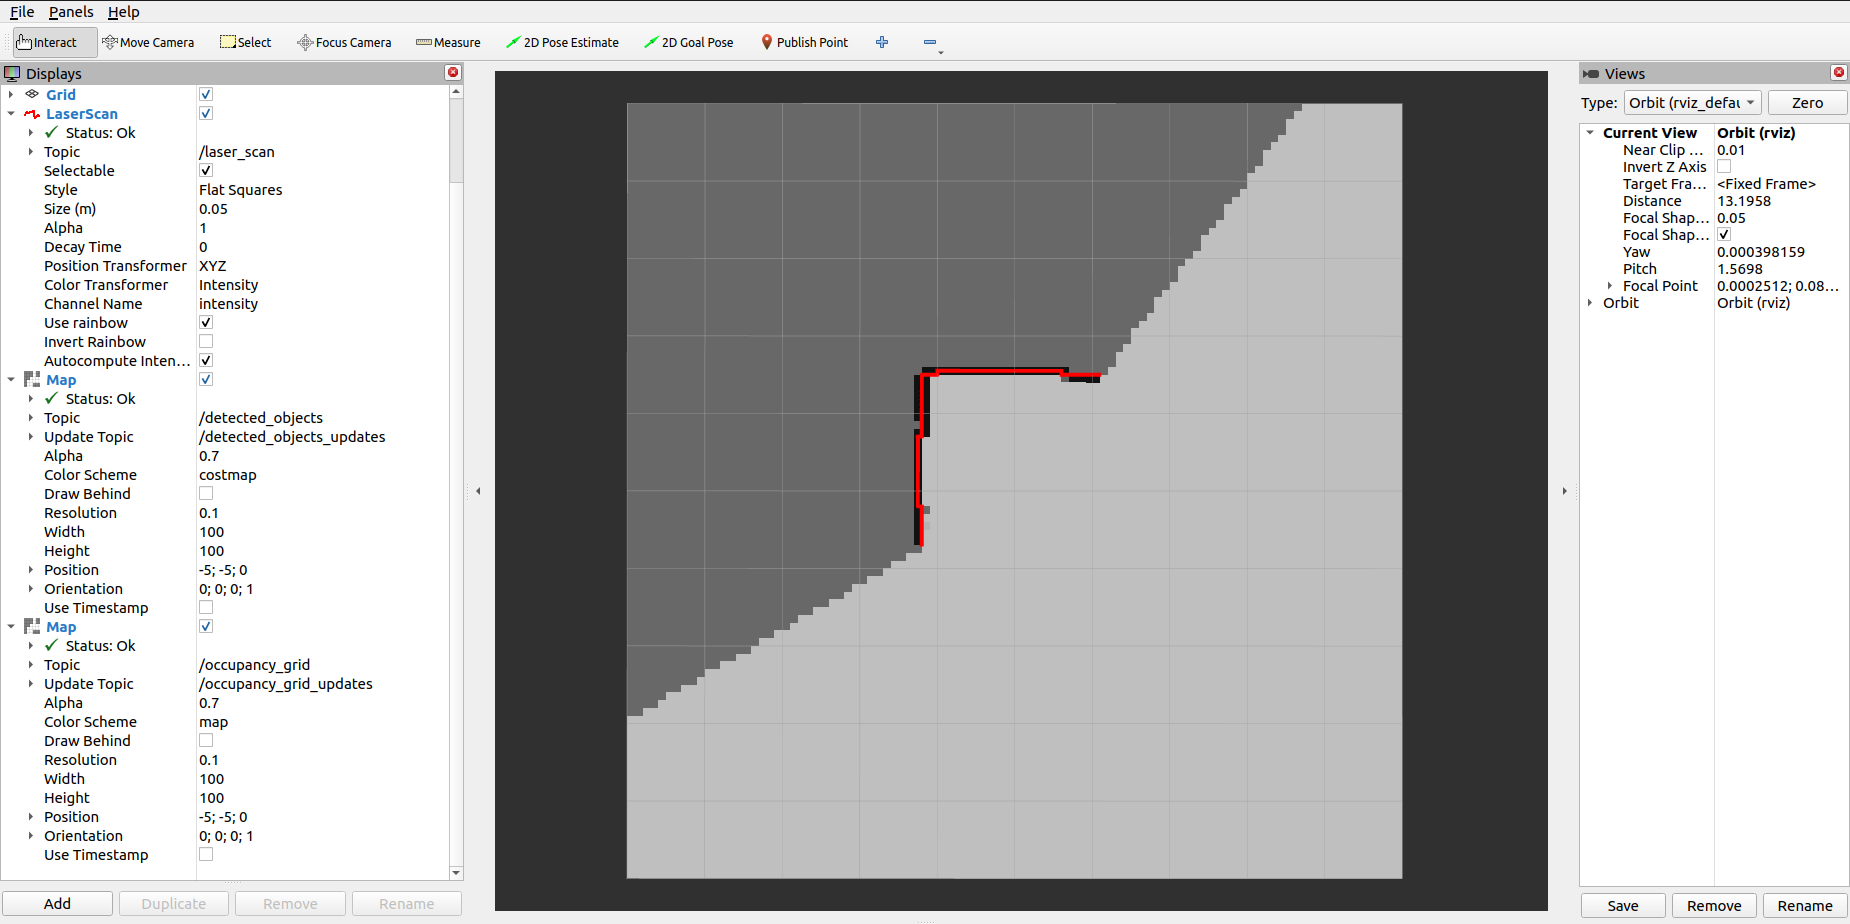 File Panels Help
Interact Move Camera Select Focus Camera Measure 2D Pose Estimate 2D Goal Pose Publish Point
Displays
Grid
LaserScan
Status: Ok
Topic /laser_scan
Selectable
Style Flat Squares
Size (m) 0.05
Alpha 1
Decay Time 0
Position Transformer XYZ
Color Transformer Intensity
Channel Name intensity
Use rainbow
Invert Rainbow
Autocompute Inten...
Map
Status: Ok
Topic /detected_objects
Update Topic /detected_objects_updates
Alpha 0.7
Color Scheme costmap
Draw Behind
Resolution 0.1
Width 100
Height 100
Position -5; -5; 0
Orientation 0; 0; 0; 1
Use Timestamp
Map
Status: Ok
Topic /occupancy_grid
Update Topic /occupancy_grid_updates
Alpha 0.7
Color Scheme map
Draw Behind
Resolution 0.1
Width 100
Height 100
Position -5; -5; 0
Orientation 0; 0; 0; 1
Use Timestamp
Add Duplicate Remove Rename
Views
Type: Orbit (rviz_defau Zero
Current View Orbit (rviz)
Near Clip ... 0.01
Invert Z Axis
Target Fra... <Fixed Frame>
Distance 13.1958
Focal Shap... 0.05
Focal Shap...
Yaw 0.000398159
Pitch 1.5698
Focal Point 0.0002512; 0.08...
Orbit Orbit (rviz)
Save Remove Rename